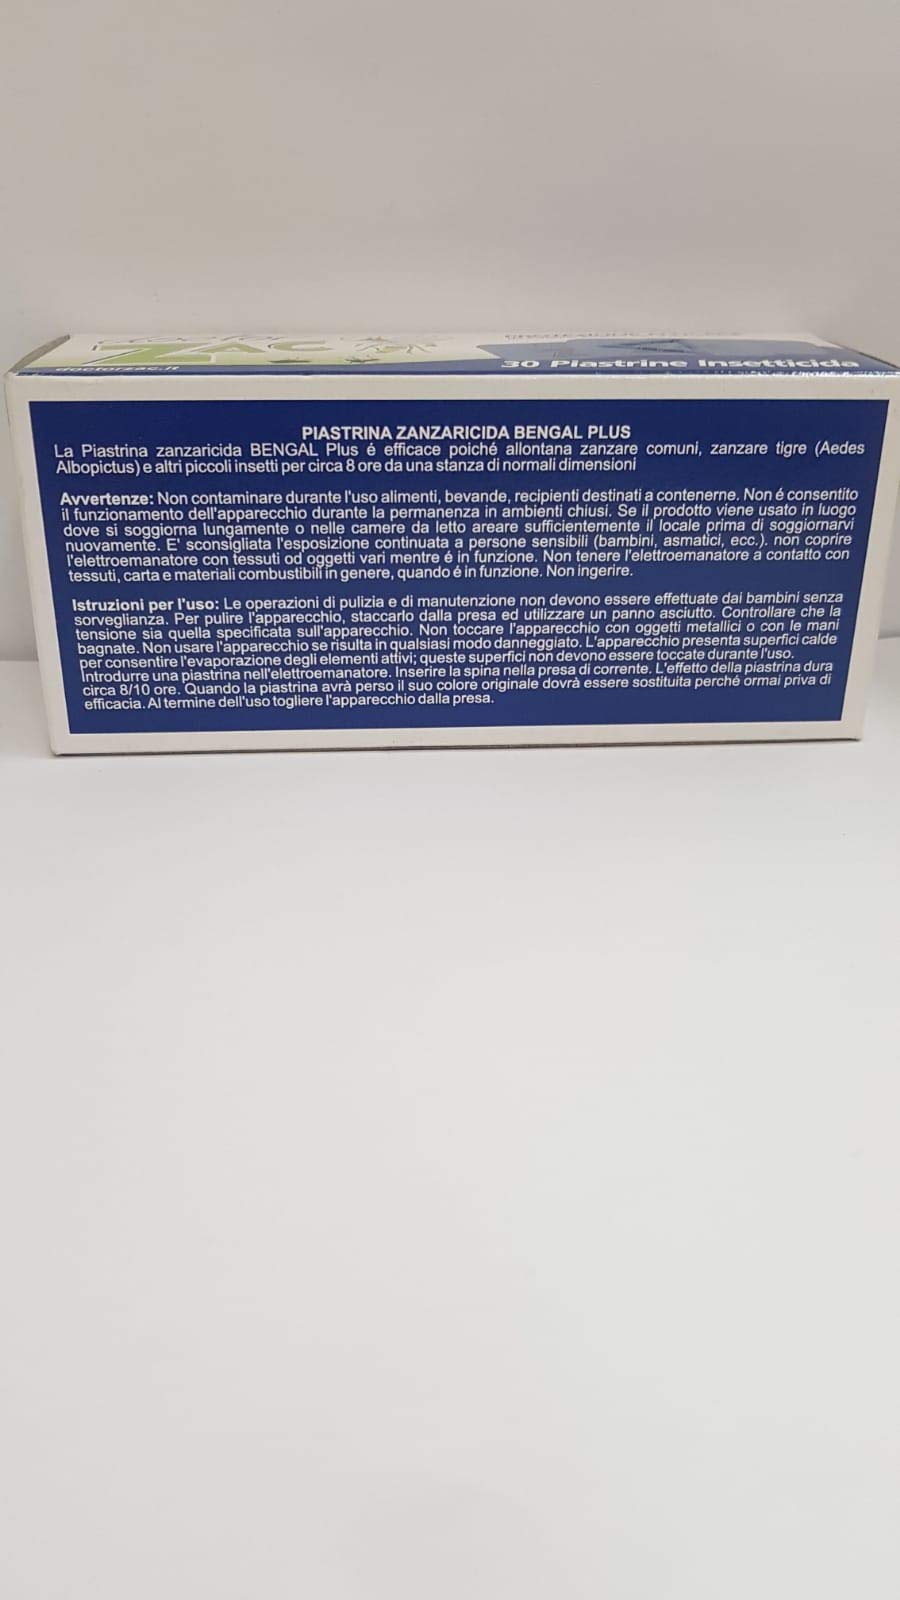 ZAC
doctorzac.it
30 Piastrine Insetticida
PIASTRINA ZANZARICIDA BENGAL PLUS
La Piastrina zanzaricida BENGAL Plus é efficace poiché allontana zanzare comuni, zanzare tigre (Aedes
Albopictus) e altri piccoli insetti per circa 8 ore da una stanza di normali dimensioni
Avvertenze: Non contaminare durante l'uso alimenti, bevande, recipienti destinati a contenerne. Non é consentito
il funzionamento dell'apparecchio durante la permanenza in ambienti chiusi. Se il prodotto viene usato in luogo
dove si soggiorna lungamente o nelle camere da letto areare sufficientemente il locale prima di soggiornarvi
nuovamente. E' sconsigliata l'esposizione continuata a persone sensibili (bambini, asmatici, ecc.). non coprire
l'elettroemanatore con tessuti od oggetti vari mentre é in funzione. Non tenere l'elettroemanatore a contatto con
tessuti, carta e materiali combustibili in genere, quando é in funzione. Non ingerire.
Istruzioni per l'uso: Le operazioni di pulizia e di manutenzione non devono essere effettuate dai bambini senza
sorveglianza. Per pulire l'apparecchio, staccarlo dalla presa ed utilizzare un panno asciutto. Controllare che la
tensione sia quella specificata sull'apparecchio. Non toccare l'apparecchio con oggetti metallici o con le mani
bagnate. Non usare l'apparecchio se risulta in qualsiasi modo danneggiato. L'apparecchio presenta superfici calde
per consentire l'evaporazione degli elementi attivi; queste superfici non devono essere toccate durante l'uso.
Introdurre una piastrina nell'elettroemanatore. Inserire la spina nella presa di corrente. L'effetto della piastrina dura
circa 8/10 ore. Quando la piastrina avrà perso il suo colore originale dovrà essere sostituita perché ormai priva di
efficacia. Al termine dell'uso togliere l'apparecchio dalla presa.